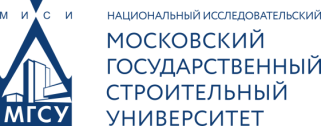 МИСИ
МГСУ
НАЦИОНАЛЬНЫЙ ИССЛЕДОВАТЕЛЬСКИЙ
МОСКОВСКИЙ
ГОСУДАРСТВЕННЫЙ
СТРОИТЕЛЬНЫЙ
УНИВЕРСИТЕТ